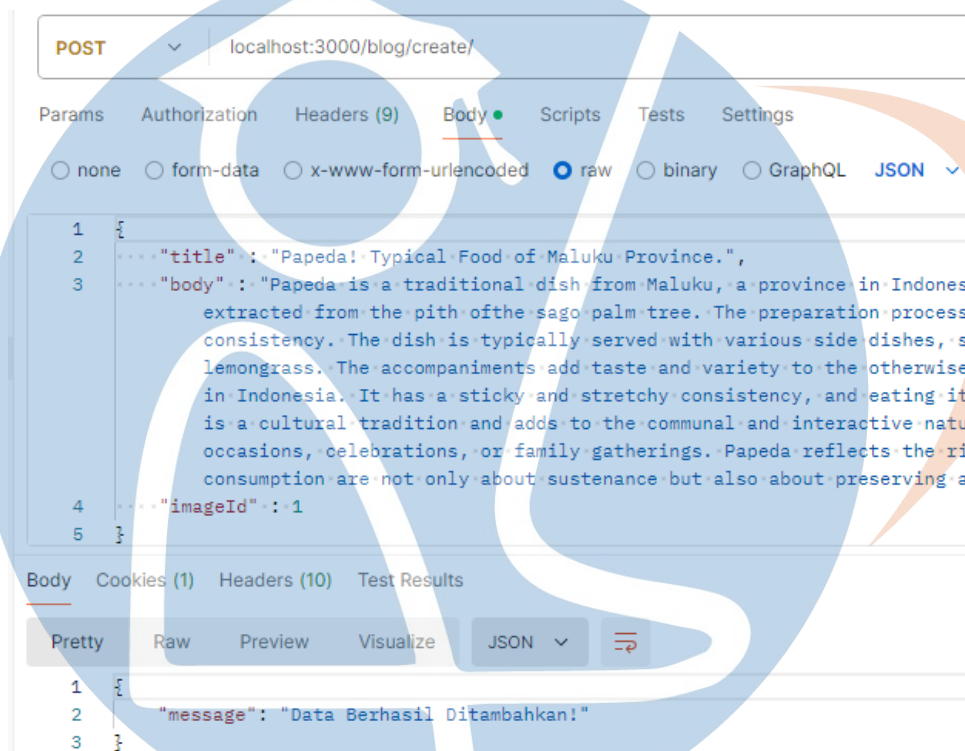 POST localhost:3000/blog/create/
Params Authorization Headers (9) Body Scripts Tests Settings
none form-data x-www-form-urlencoded raw binary GraphQL JSON
1 {
2 "title" : "Papeda! Typical Food of Maluku Province.",
3 "body" : "Papeda is a traditional dish from Maluku, a province in Indones
extracted from the pith ofthe sago palm tree. The preparation process
consistency. The dish is typically served with various side dishes, s
lemongrass. The accompaniments add taste and variety to the otherwise
in Indonesia. It has a sticky and stretchy consistency, and eating it
is a cultural tradition and adds to the communal and interactive natu
occasions, celebrations, or family gatherings. Papeda reflects the ri
consumption are not only about sustenance but also about preserving a
4 "imageId" : 1
5 }
Body Cookies (1) Headers (10) Test Results
Pretty Raw Preview Visualize JSON
1 {
2 "message": "Data Berhasil Ditambahkan!"
3 }